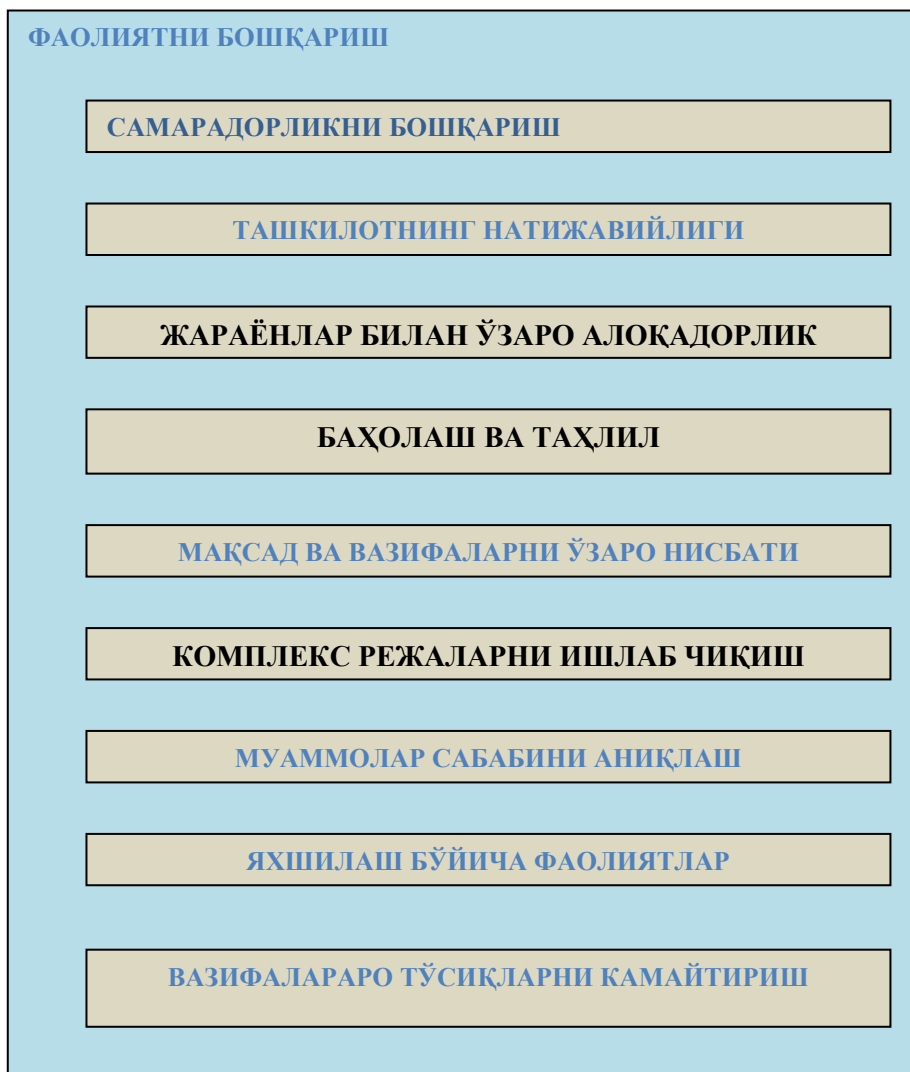 ФАОЛИЯТНИ БОШҚАРИШ
САМАРАДОРЛИКНИ БОШҚАРИШ
ТАШКИЛОТНИНГ НАТИЖАВИЙЛИГИ
ЖАРАЁНЛАР БИЛАН ЎЗАРО АЛОҚАДОРЛИК
БАҲОЛАШ ВА ТАҲЛИЛ
МАҚСАД ВА ВАЗИФАЛАРНИ ЎЗАРО НИСБАТИ
КОМПЛЕКС РЕЖАЛАРНИ ИШЛАБ ЧИҚИШ
МУАММОЛАР САБАБИНИ АНИҚЛАШ
ЯХШИЛАШ БЎЙИЧА ФАОЛИЯТЛАР
ВАЗИФАЛАРАРО ТЎСИҚЛАРНИ КАМАЙТИРИШ